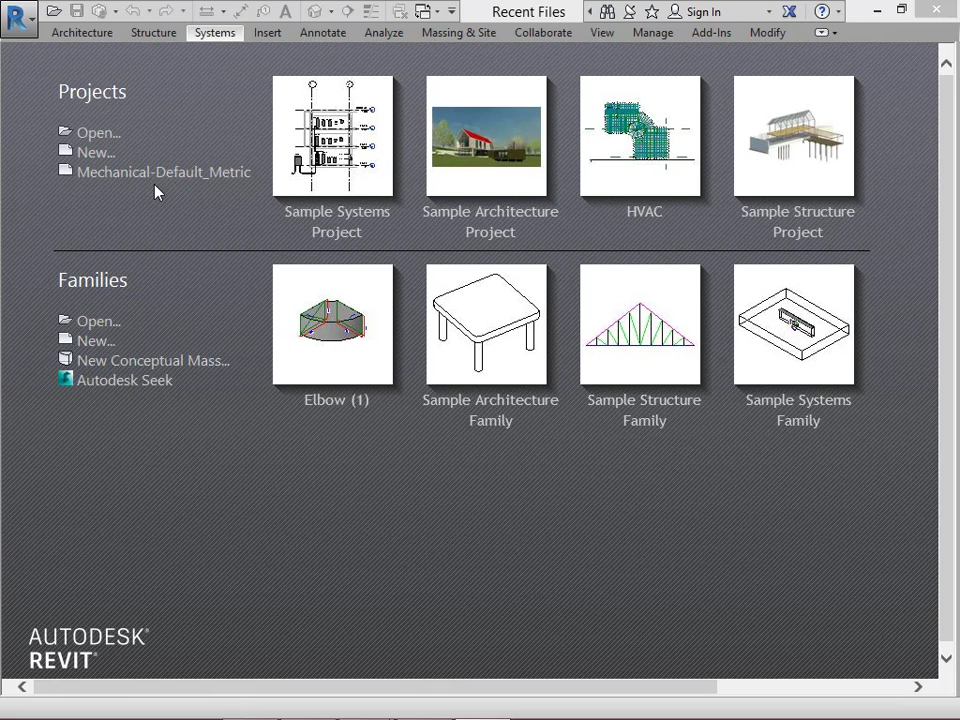 Recent Files
Sign In
Architecture Structure Systems Insert Annotate Analyze Massing & Site Collaborate View Manage Add-Ins Modify
Projects
Open...
New...
Mechanical-Default_Metric
Sample Systems
Project
Sample Architecture
Project
HVAC
Sample Structure
Project
Families
Open...
New...
New Conceptual Mass...
Autodesk Seek
Elbow (1)
Sample Architecture
Family
Sample Structure
Family
Sample Systems
Family
AUTODESK®
REVIT®